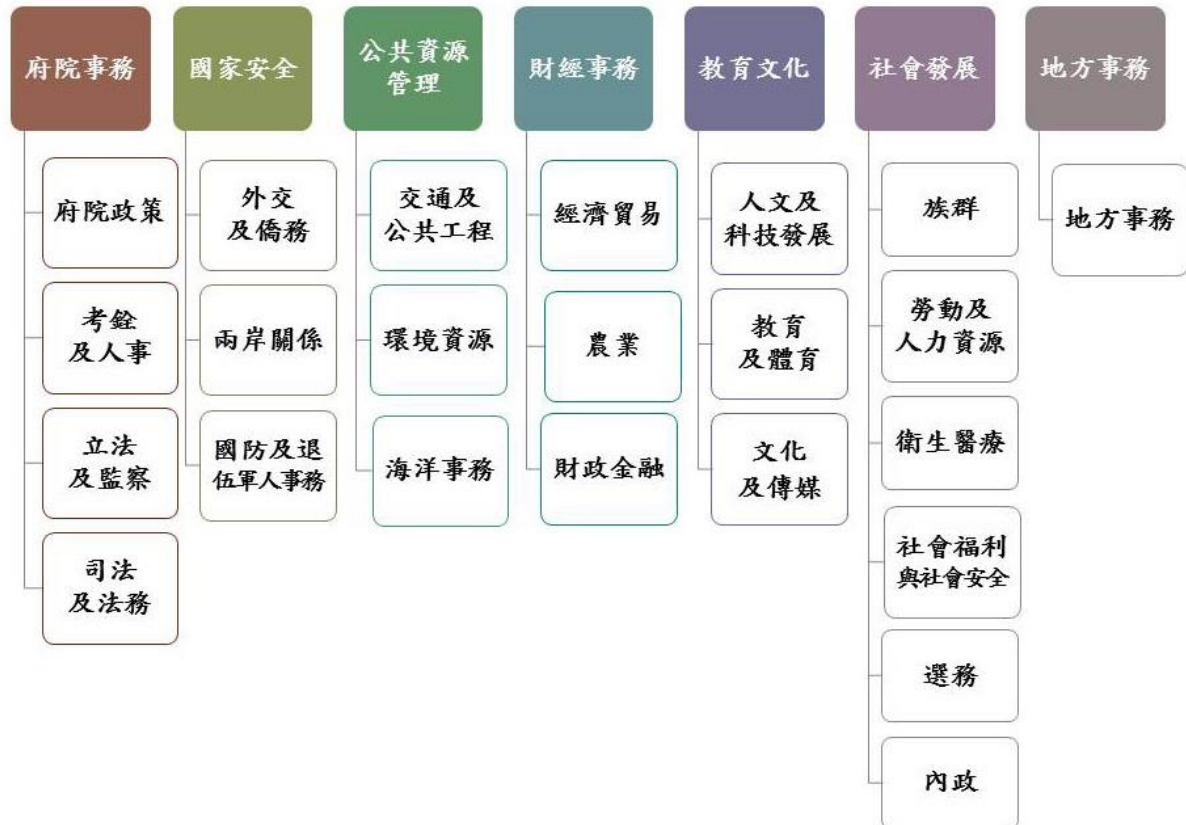 府院事務
府院政策
考銓
及人事
立法
及監察
司法
及法務
國家安全
外交
及僑務
兩岸關係
國防及退
伍軍人事務
公共資源
管理
交通及
公共工程
環境資源
海洋事務
財經事務
經濟貿易
農業
財政金融
教育文化
人文及
科技發展
教育
及體育
文化
及傳媒
社會發展
族群
勞動及
人力資源
衛生醫療
社會福利
與社會安全
選務
內政
地方事務
地方事務